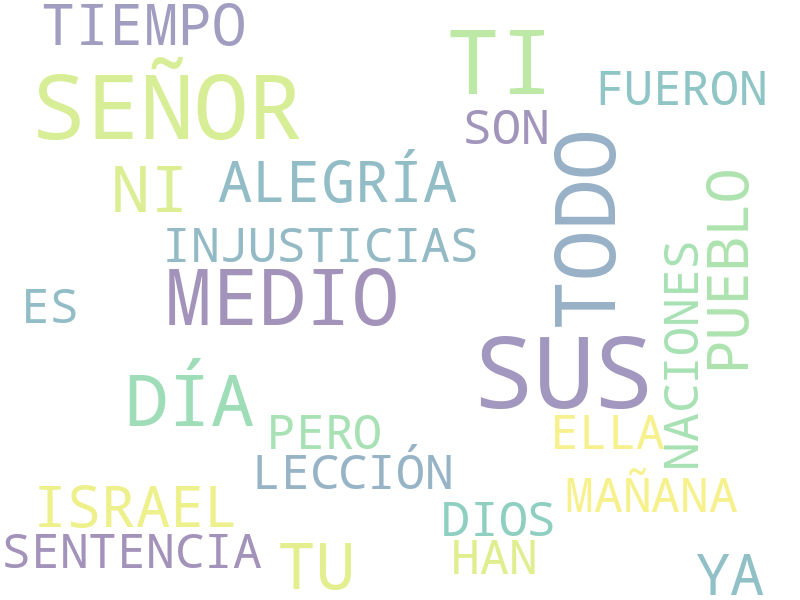 TIEMPO
TI
SEÑOR
FUERON
SON
TODO
NI
ALEGRÍA
PUEBLO
INJUSTICIAS
NACIONES
MEDIO
ES
SUS
DÍA
PERO
ELLA
LECCIÓN
MAÑANA
ISRAEL
DIOS
SENTENCIA
TU
HAN
YA